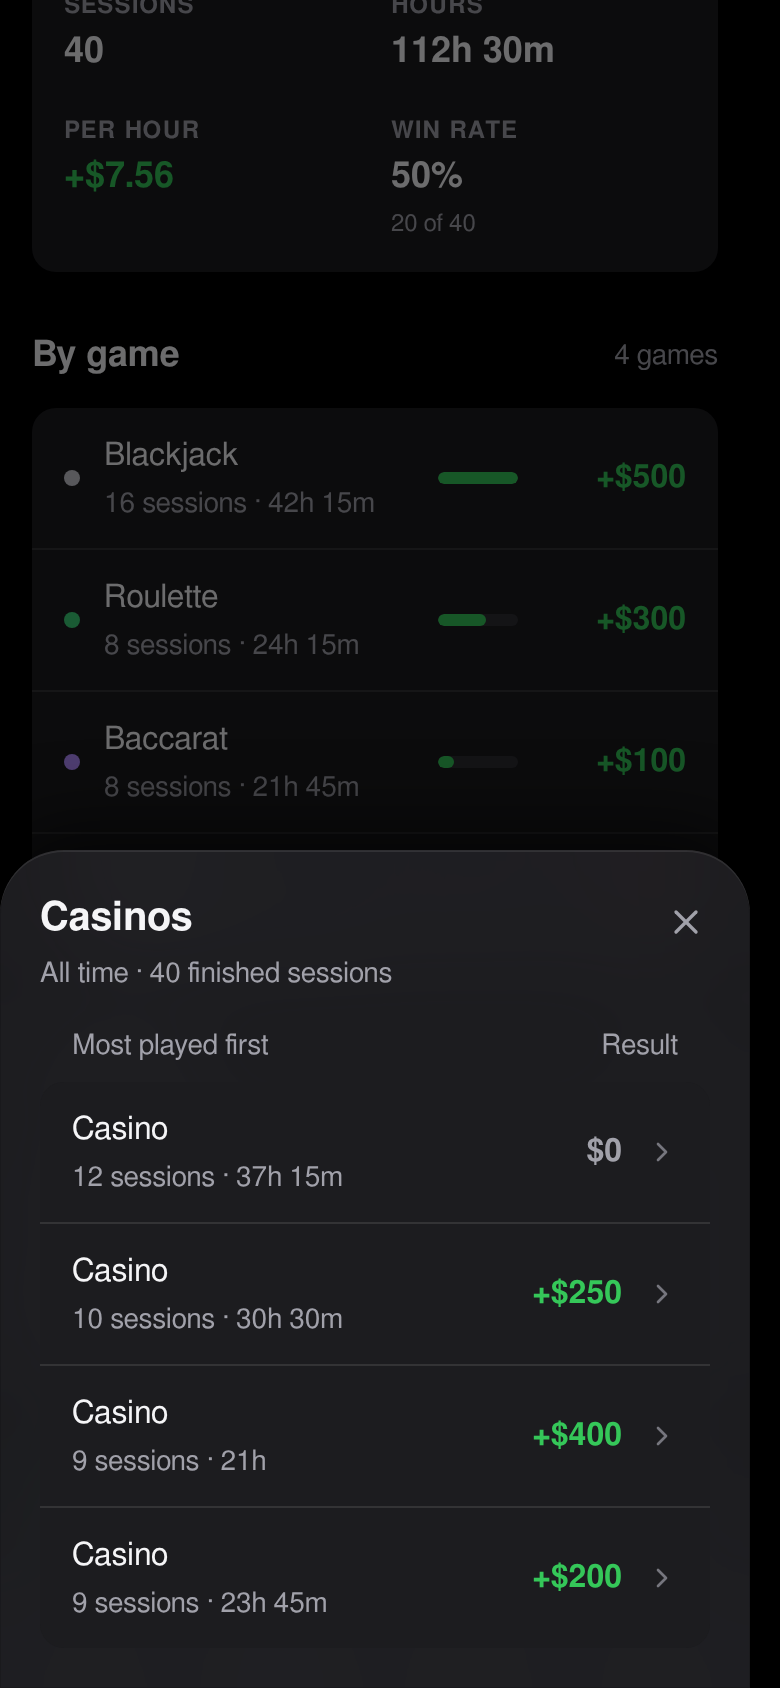 SESSIONS
HOURS
40
112h 30m
PER HOUR
WIN RATE
+$7.56
50%
20 of 40
By game
4 games
Blackjack
16 sessions · 42h 15m
+$500
Roulette
8 sessions · 24h 15m
+$300
Baccarat
8 sessions · 21h 45m
+$100
Casinos
All time · 40 finished sessions
Most played first
Result
Casino
12 sessions · 37h 15m
$0
Casino
10 sessions · 30h 30m
+$250
Casino
9 sessions · 21h
+$400
Casino
9 sessions · 23h 45m
+$200